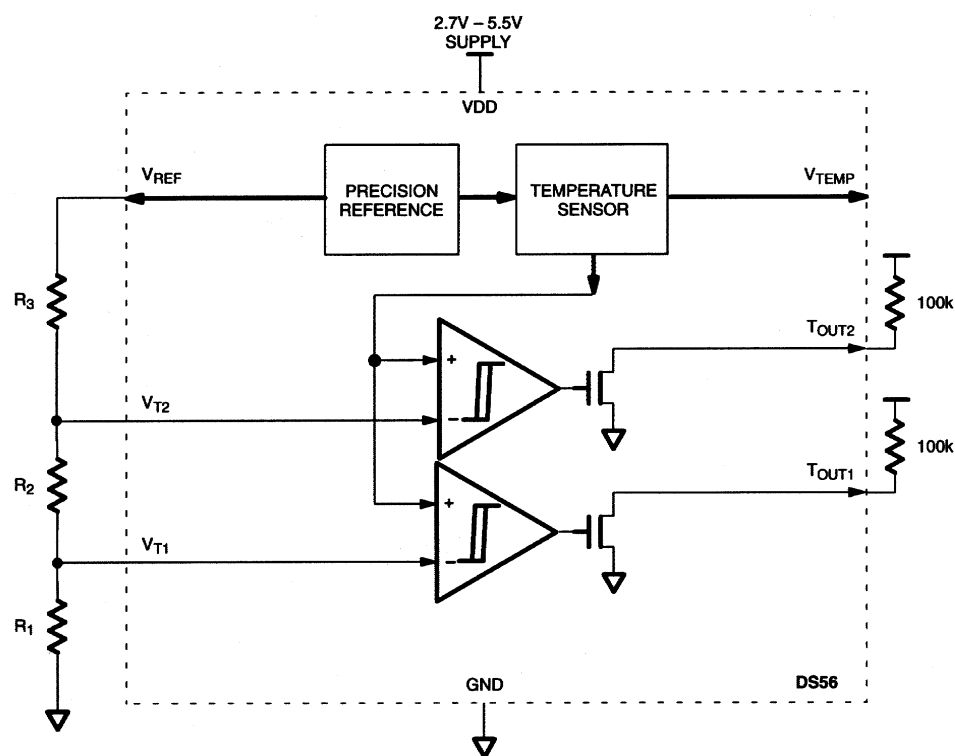 2.7V – 5.5V
SUPPLY
VDD
VREF
PRECISION
REFERENCE
TEMPERATURE
SENSOR
VTEMP
R3
100k
TOUT2
+
VT2
–
100k
R2
TOUT1
+
VT1
–
R1
GND
DS56